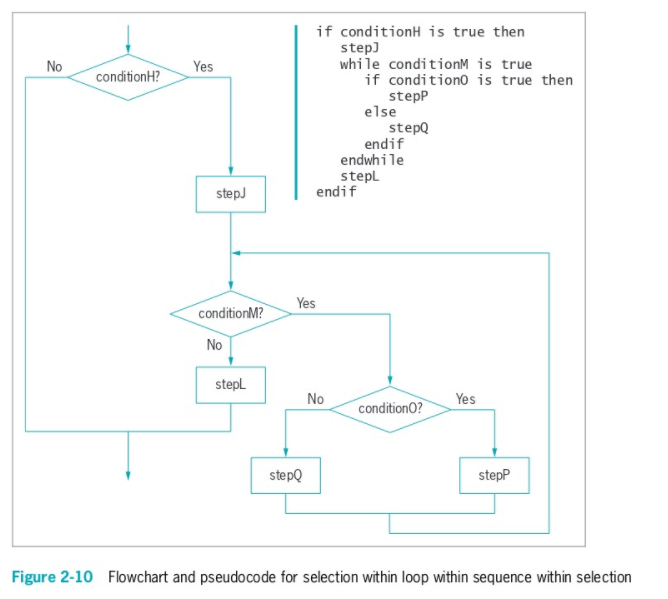 No
conditionH?
Yes
if conditionH is true then
   stepJ
   while conditionM is true
      if conditionO is true then
         stepP
      else
         stepQ
      endif
   endwhile
   stepL
endif
stepJ
conditionM?
Yes
No
stepL
No
conditionO?
Yes
stepQ
stepP
Figure 2-10 Flowchart and pseudocode for selection within loop within sequence within selection